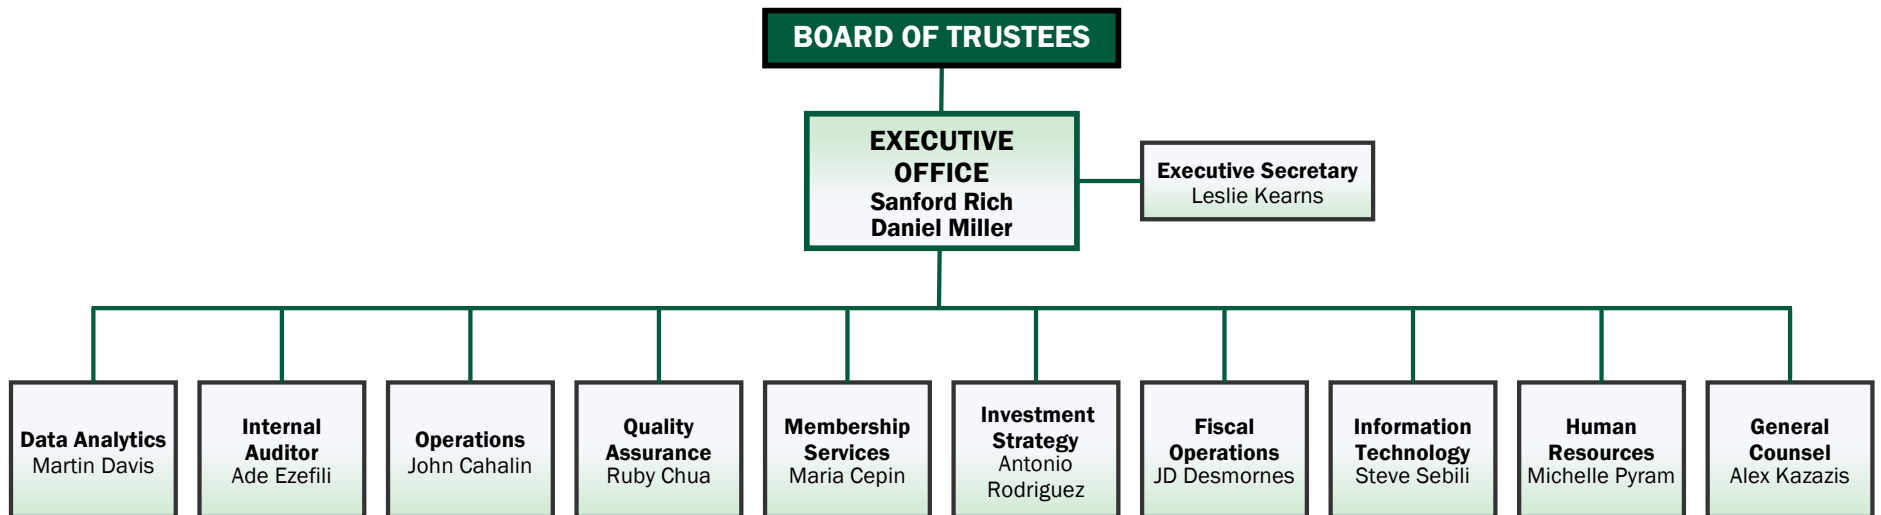 BOARD OF TRUSTEES
EXECUTIVE
OFFICE
Sanford Rich
Daniel Miller
Executive Secretary
Leslie Kearns
Data Analytics
Martin Davis
Internal
Auditor
Ade Ezefili
Operations
John Cahalin
Quality
Assurance
Ruby Chua
Membership
Services
Maria Cepin
Investment
Strategy
Antonio
Rodriguez
Fiscal
Operations
JD Desmornes
Information
Technology
Steve Sebili
Human
Resources
Michelle Pyram
General
Counsel
Alex Kazazis